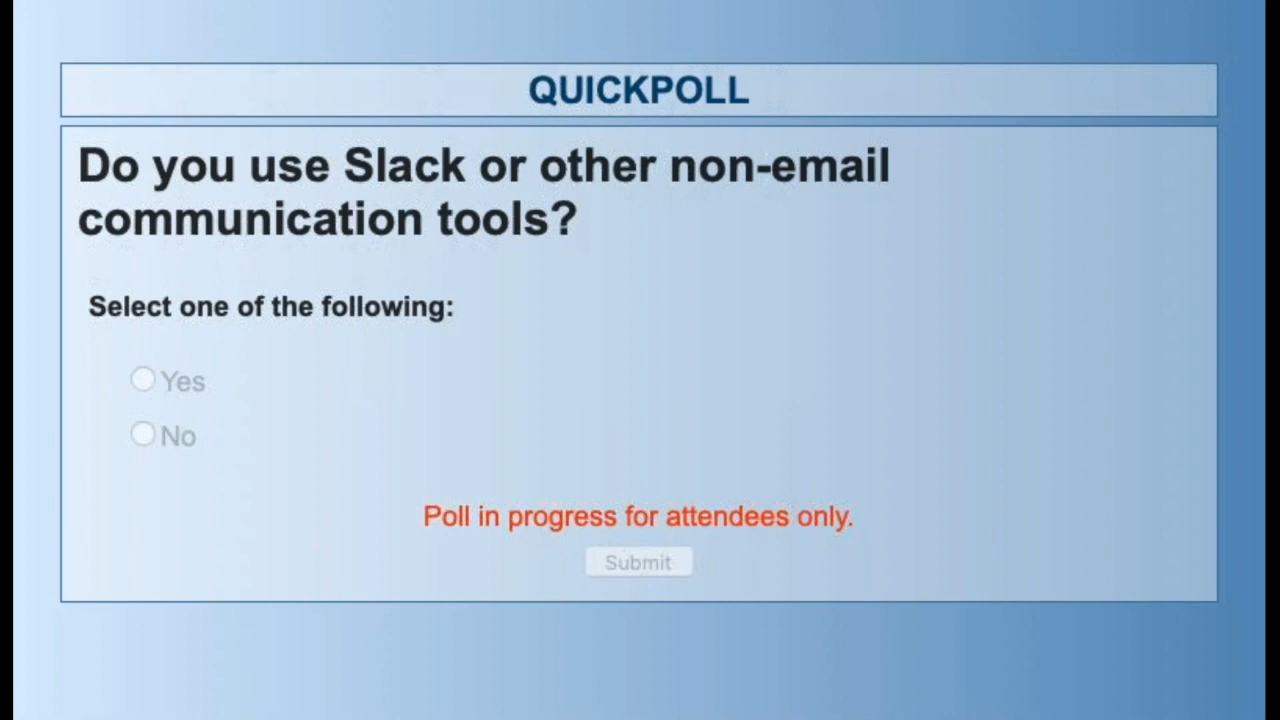 QUICKPOLL
Do you use Slack or other non-email
communication tools?
Select one of the following:
Yes
No
Poll in progress for attendees only.
Submit